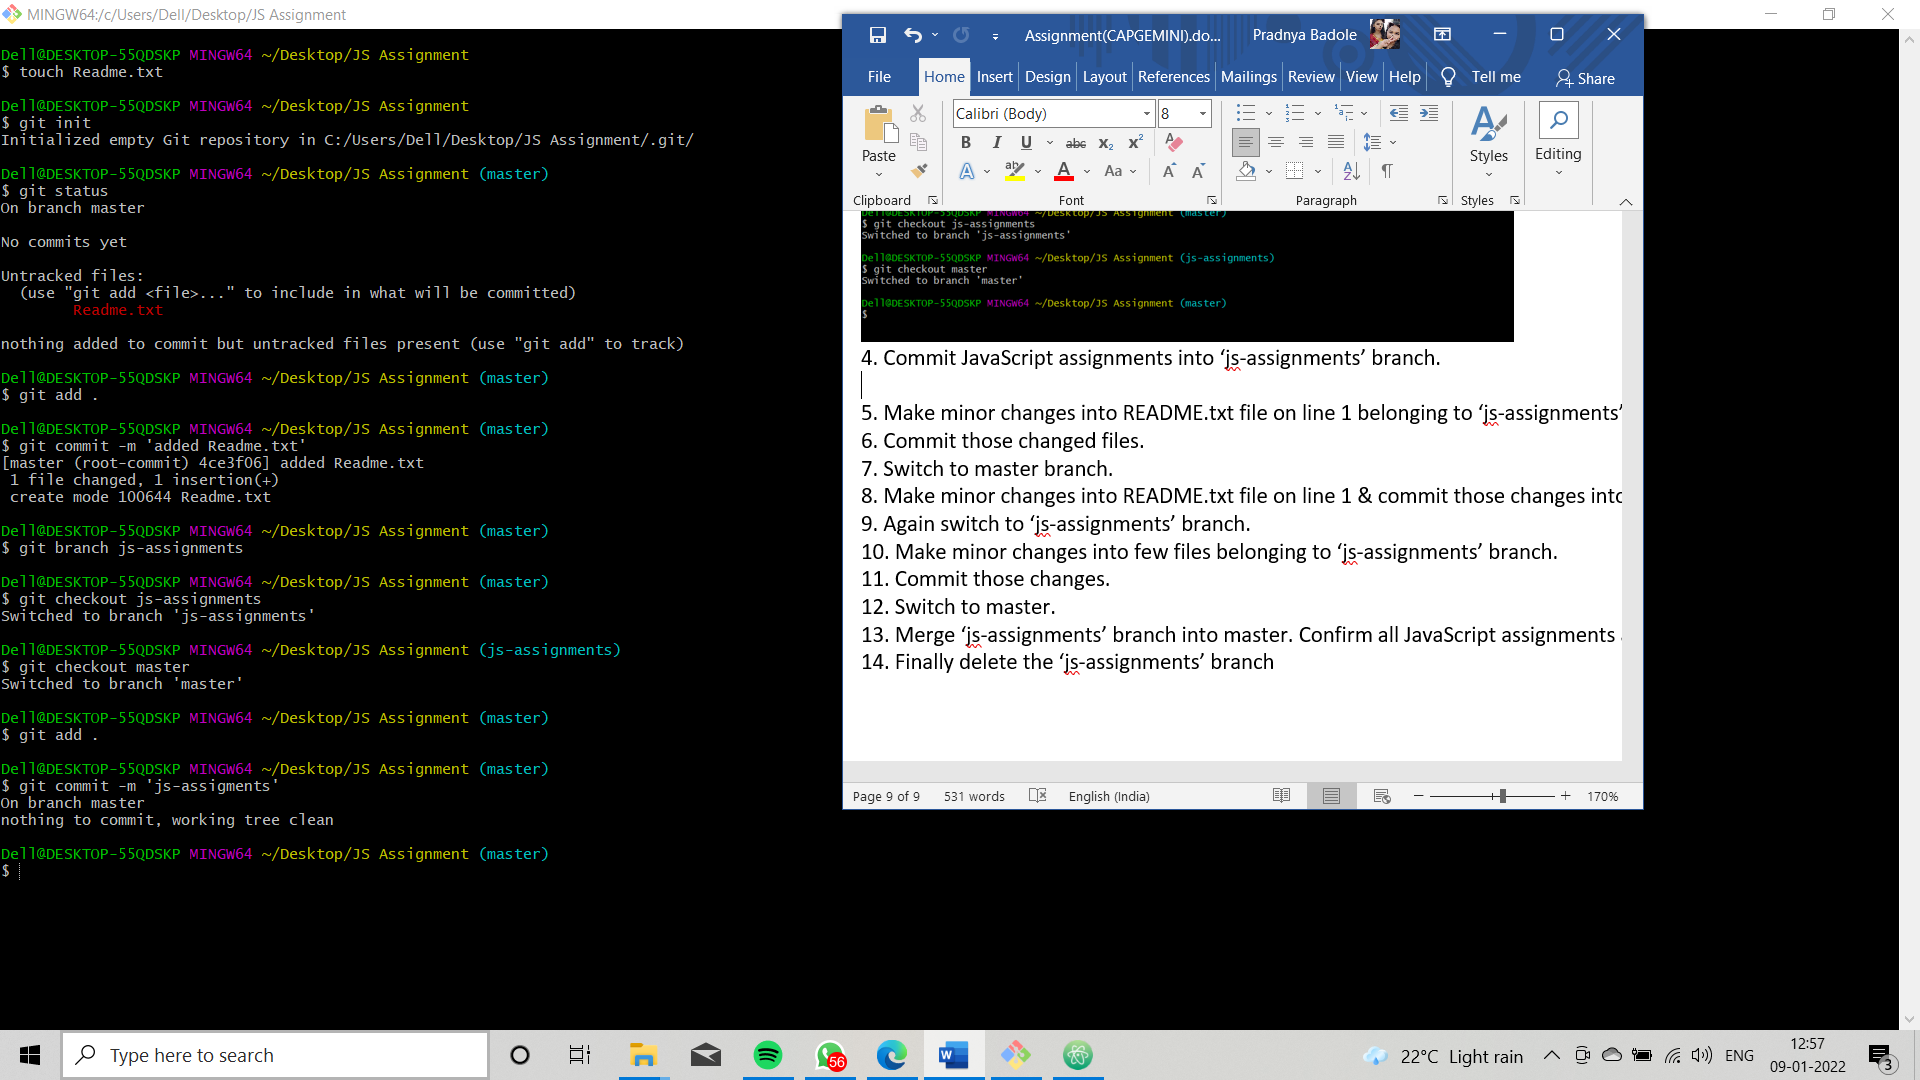 MINGW64:/c/Users/Dell/Desktop/JS Assignment
Dell@DESKTOP-55QDSKP MINGW64 ~/Desktop/JS Assignment
$ touch Readme.txt
Dell@DESKTOP-55QDSKP MINGW64 ~/Desktop/JS Assignment
$ git init
Initialized empty Git repository in C:/Users/Dell/Desktop/JS Assignment/.git/
Dell@DESKTOP-55QDSKP MINGW64 ~/Desktop/JS Assignment (master)
$ git status
On branch master
No commits yet
Untracked files:
(use "git add <file>..." to include in what will be committed)
Readme.txt
nothing added to commit but untracked files present (use "git add" to track)
Dell@DESKTOP-55QDSKP MINGW64 ~/Desktop/JS Assignment (master)
$ git add .
Dell@DESKTOP-55QDSKP MINGW64 ~/Desktop/JS Assignment (master)
$ git commit -m 'added Readme.txt'
[master (root-commit) 4ce3f06] added Readme.txt
1 file changed, 1 insertion(+)
create mode 100644 Readme.txt
Dell@DESKTOP-55QDSKP MINGW64 ~/Desktop/JS Assignment (master)
$ git branch js-assignments
Dell@DESKTOP-55QDSKP MINGW64 ~/Desktop/JS Assignment (master)
$ git checkout js-assignments
Switched to branch 'js-assignments'
Dell@DESKTOP-55QDSKP MINGW64 ~/Desktop/JS Assignment (js-assignments)
$ git checkout master
Switched to branch 'master'
Dell@DESKTOP-55QDSKP MINGW64 ~/Desktop/JS Assignment (master)
$ git add .
Dell@DESKTOP-55QDSKP MINGW64 ~/Desktop/JS Assignment (master)
$ git commit -m 'js-assigments'
On branch master
nothing to commit, working tree clean
Dell@DESKTOP-55QDSKP MINGW64 ~/Desktop/JS Assignment (master)
$
Assignment(CAPGEMINI).do... Pradnya Badole
File Home Insert Design Layout References Mailings Review View Help Tell me Share
Calibri (Body) 8
Paste Styles Editing
Clipboard Font Paragraph Styles
Dell@DESKTOP-55QDSKP MINGW64 ~/Desktop/JS Assignment (master)
$ git checkout js-assignments
Switched to branch 'js-assignments'
Dell@DESKTOP-55QDSKP MINGW64 ~/Desktop/JS Assignment (js-assignments)
$ git checkout master
Switched to branch 'master'
Dell@DESKTOP-55QDSKP MINGW64 ~/Desktop/JS Assignment (master)
$
4. Commit JavaScript assignments into ‘js-assignments’ branch.
5. Make minor changes into README.txt file on line 1 belonging to ‘js-assignments’
6. Commit those changed files.
7. Switch to master branch.
8. Make minor changes into README.txt file on line 1 & commit those changes into
9. Again switch to ‘js-assignments’ branch.
10. Make minor changes into few files belonging to ‘js-assignments’ branch.
11. Commit those changes.
12. Switch to master.
13. Merge ‘js-assignments’ branch into master. Confirm all JavaScript assignments
14. Finally delete the ‘js-assignments’ branch
Page 9 of 9 531 words English (India) 170%
Type here to search
56
22°C Light rain
ENG
12:57
09-01-2022
3